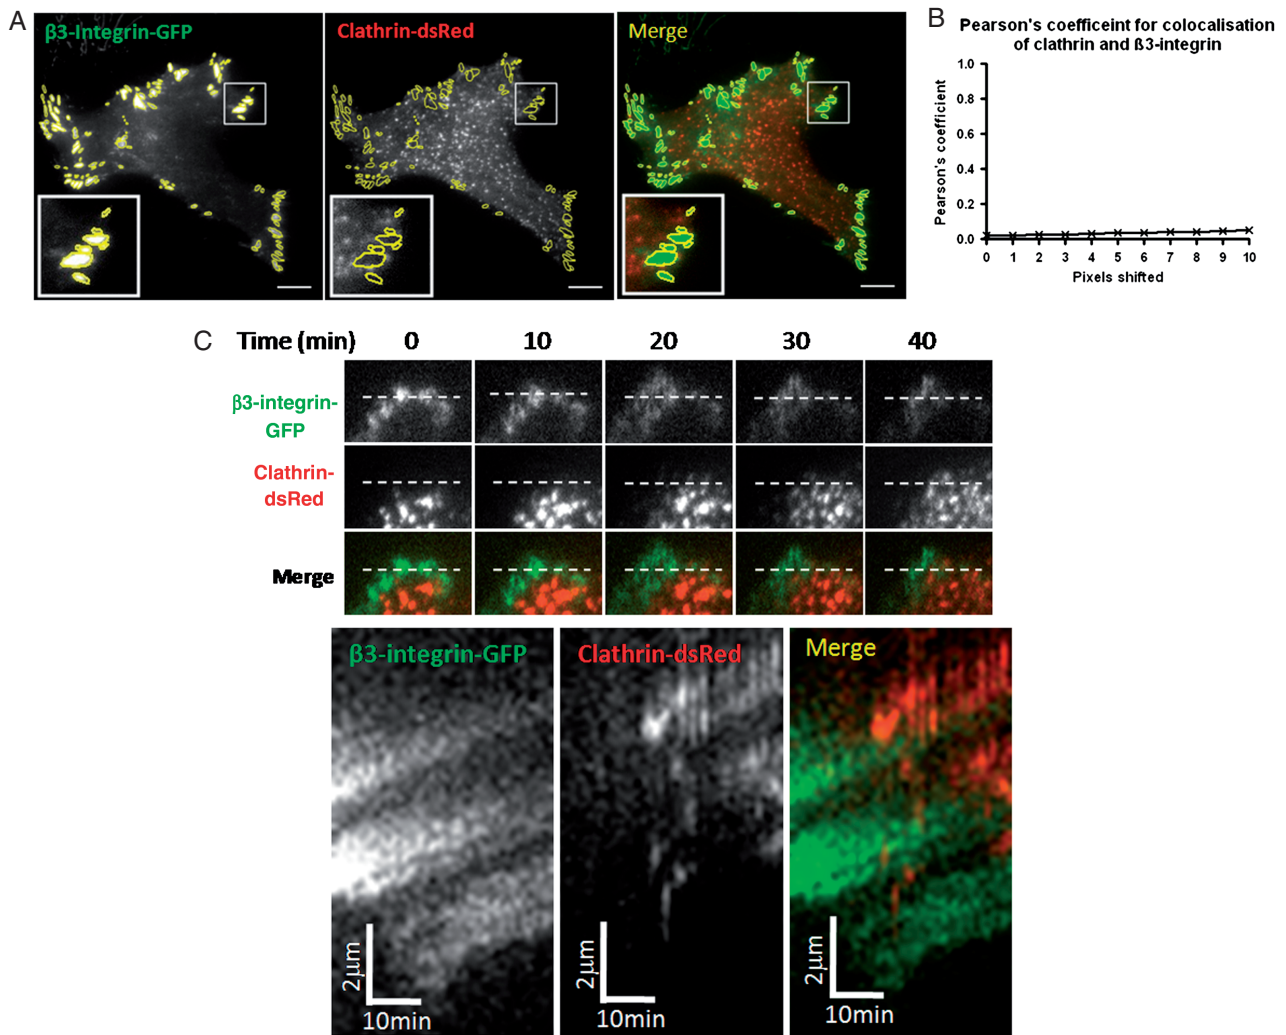 A
β3-Integrin-GFP
Clathrin-dsRed
Merge
B
Pearson's coefficeint for colocalisation
of clathrin and ß3-integrin
Pearson's coefficient
1.0
0.8
0.6
0.4
0.2
0.0
0 1 2 3 4 5 6 7 8 9 10
Pixels shifted
C
Time (min) 0 10 20 30 40
β3-integrin-
GFP
Clathrin-
dsRed
Merge
β3-integrin-GFP
Clathrin-dsRed
Merge
2μm
10min
2μm
10min
2μm
10min